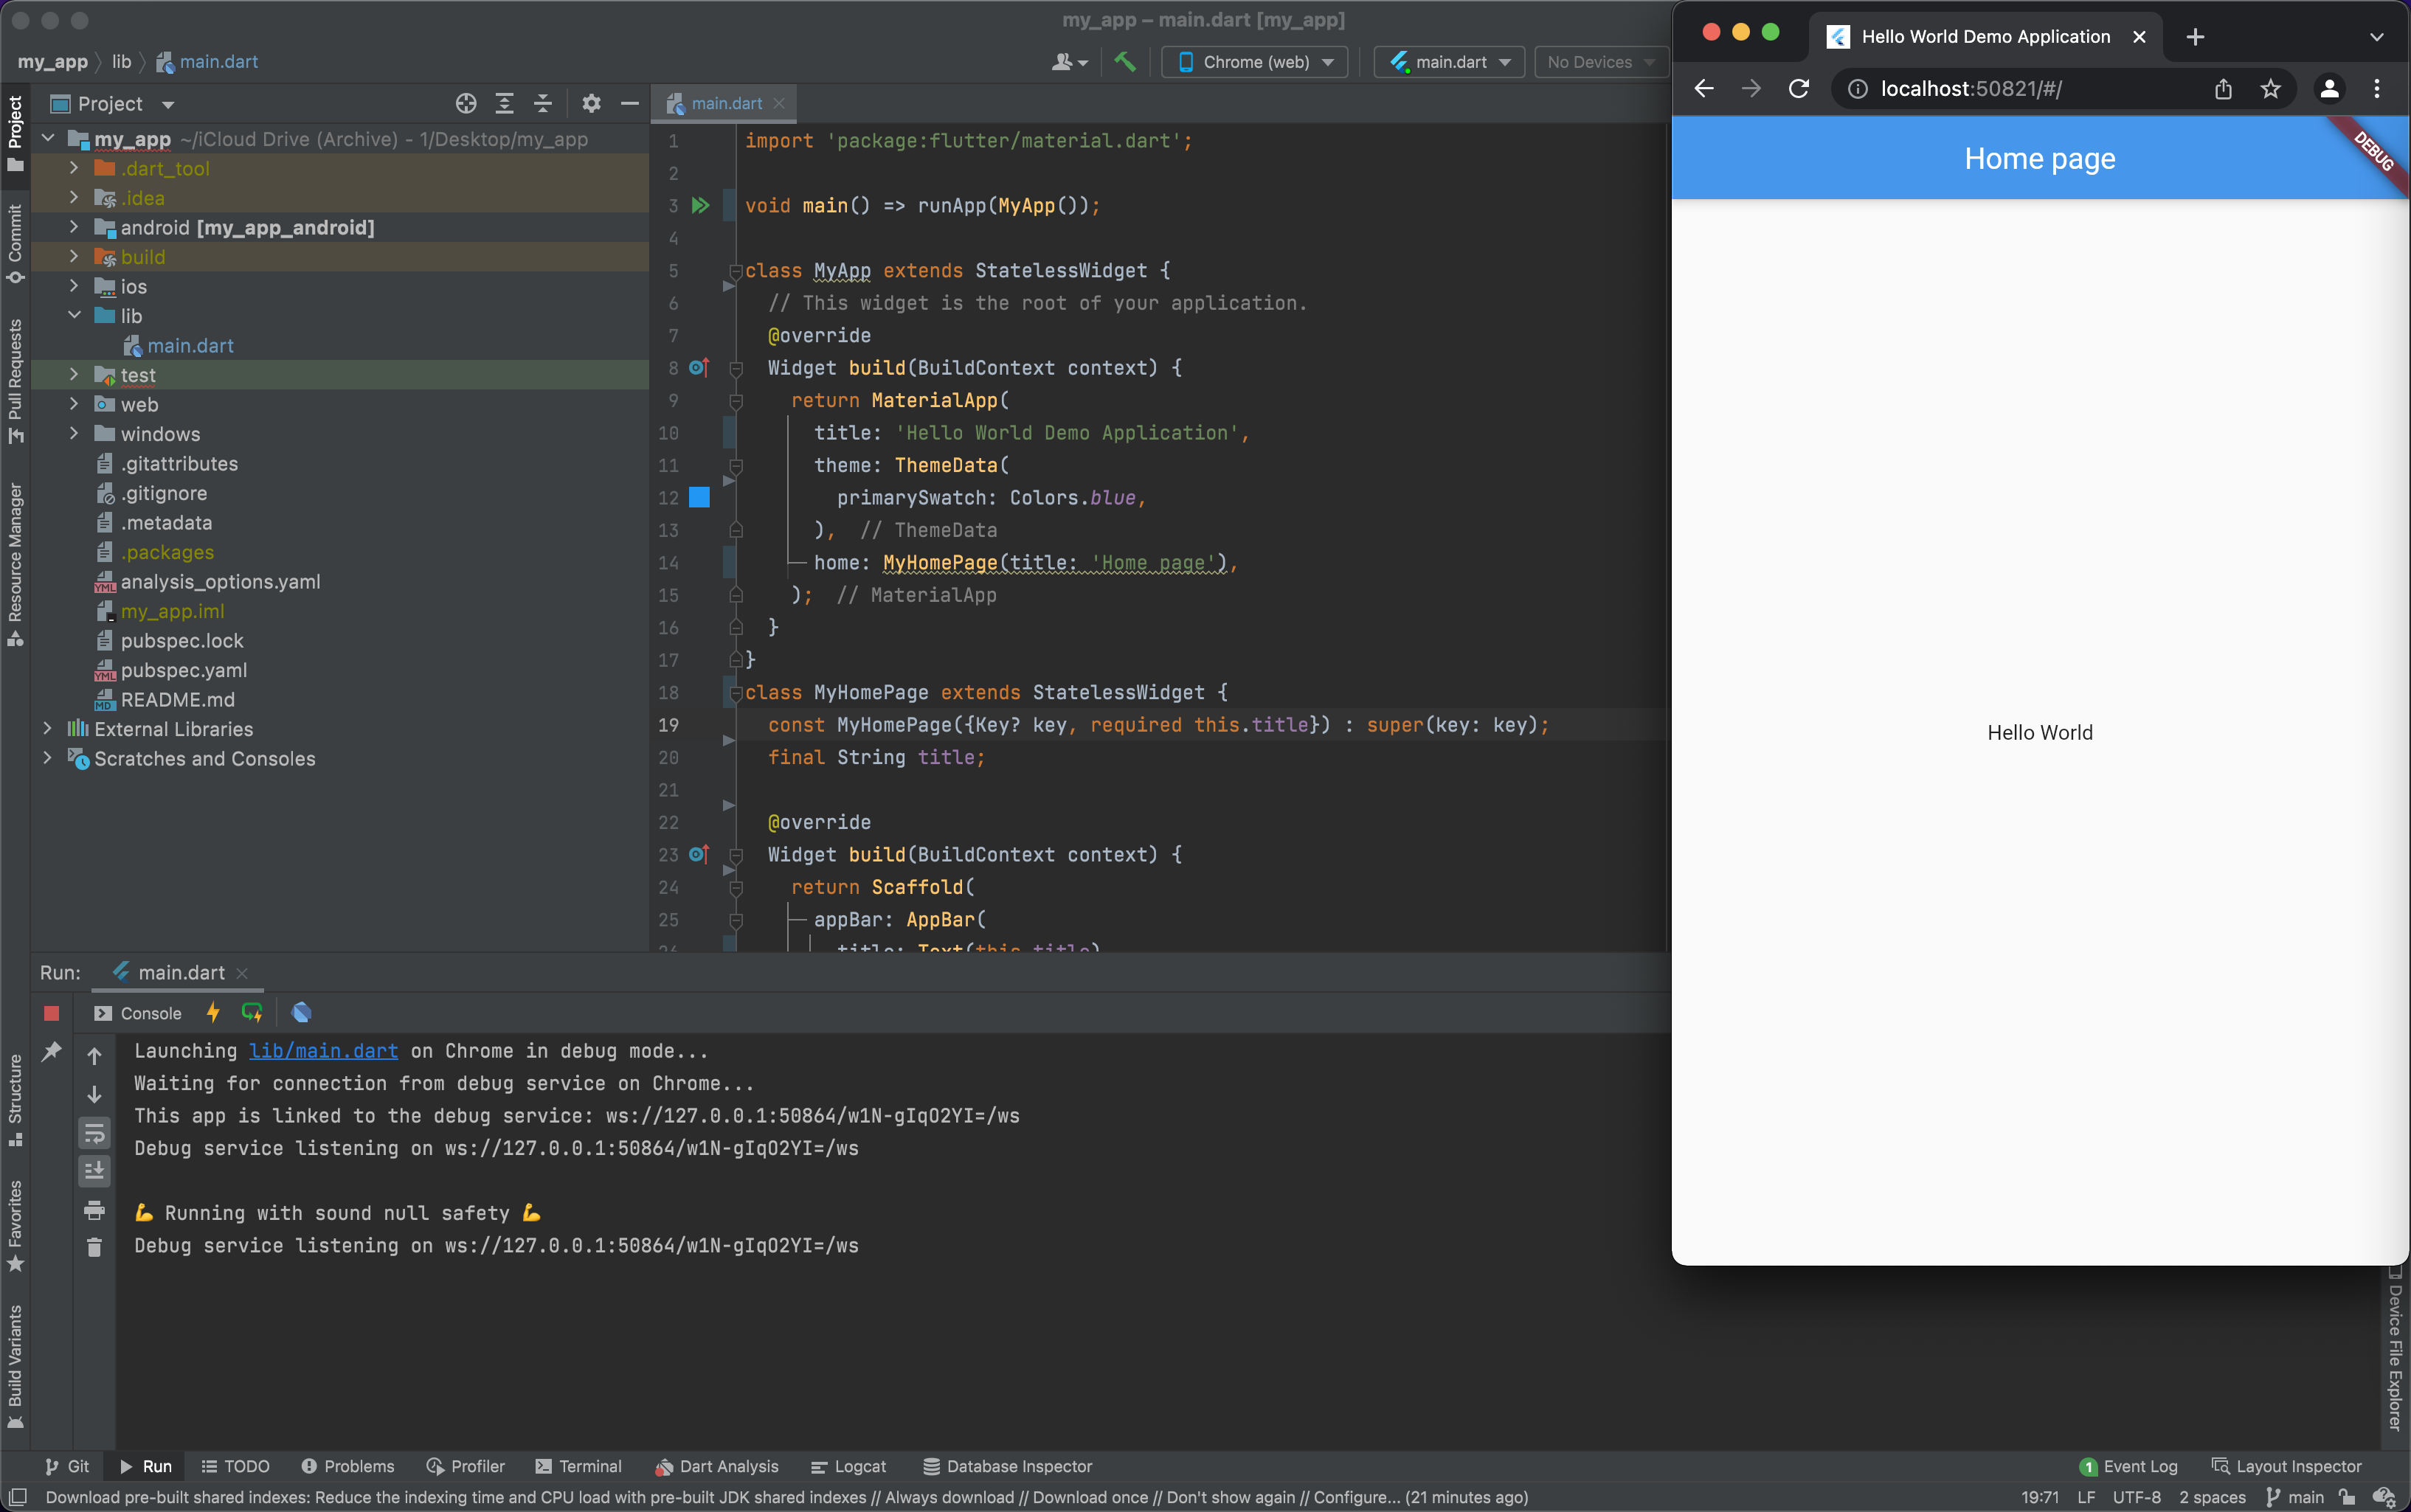 my_app – main.dart [my_app]
my_app
lib
main.dart
Chrome (web)
main.dart
No Devices
Project
my_app ~/iCloud Drive (Archive) - 1/Desktop/my_app
.dart_tool
.idea
android [my_app_android]
build
ios
lib
main.dart
test
web
windows
.gitattributes
.gitignore
.metadata
.packages
analysis_options.yaml
my_app.iml
pubspec.lock
pubspec.yaml
README.md
External Libraries
Scratches and Consoles
Project
Commit
Pull Requests
Resource Manager
Structure
Favorites
Build Variants
main.dart
1 import 'package:flutter/material.dart';
2
3 void main() => runApp(MyApp());
4
5 class MyApp extends StatelessWidget {
6 // This widget is the root of your application.
7 @override
8 Widget build(BuildContext context) {
9 return MaterialApp(
10 title: 'Hello World Demo Application',
11 theme: ThemeData(
12 primarySwatch: Colors.blue,
13 ), // ThemeData
14 home: MyHomePage(title: 'Home page'),
15 ); // MaterialApp
16 }
17 }
18 class MyHomePage extends StatelessWidget {
19 const MyHomePage({Key? key, required this.title}) : super(key: key);
20 final String title;
21
22 @override
23 Widget build(BuildContext context) {
24 return Scaffold(
25 appBar: AppBar(
26 title: Text(this.title),
Run: main.dart
Console
Launching lib/main.dart on Chrome in debug mode...
Waiting for connection from debug service on Chrome...
This app is linked to the debug service: ws://127.0.0.1:50864/w1N-gIqO2YI=/ws
Debug service listening on ws://127.0.0.1:50864/w1N-gIqO2YI=/ws
💪 Running with sound null safety 💪
Debug service listening on ws://127.0.0.1:50864/w1N-gIqO2YI=/ws
Hello World Demo Application
localhost:50821/#/
Home page
DEBUG
Hello World
Device File Explorer
Git
Run
TODO
Problems
Profiler
Terminal
Dart Analysis
Logcat
Database Inspector
1 Event Log
Layout Inspector
Download pre-built shared indexes: Reduce the indexing time and CPU load with pre-built JDK shared indexes // Always download // Download once // Don't show again // Configure... (21 minutes ago)
19:71 LF UTF-8 2 spaces main